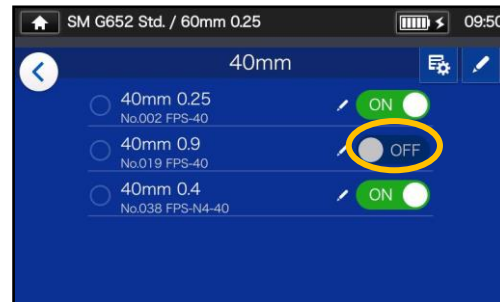 SM G652 Std. / 60mm 0.25
09:50
40mm
40mm 0.25
No.002 FPS-40
ON
40mm 0.9
No.019 FPS-40
OFF
40mm 0.4
No.038 FPS-N4-40
ON